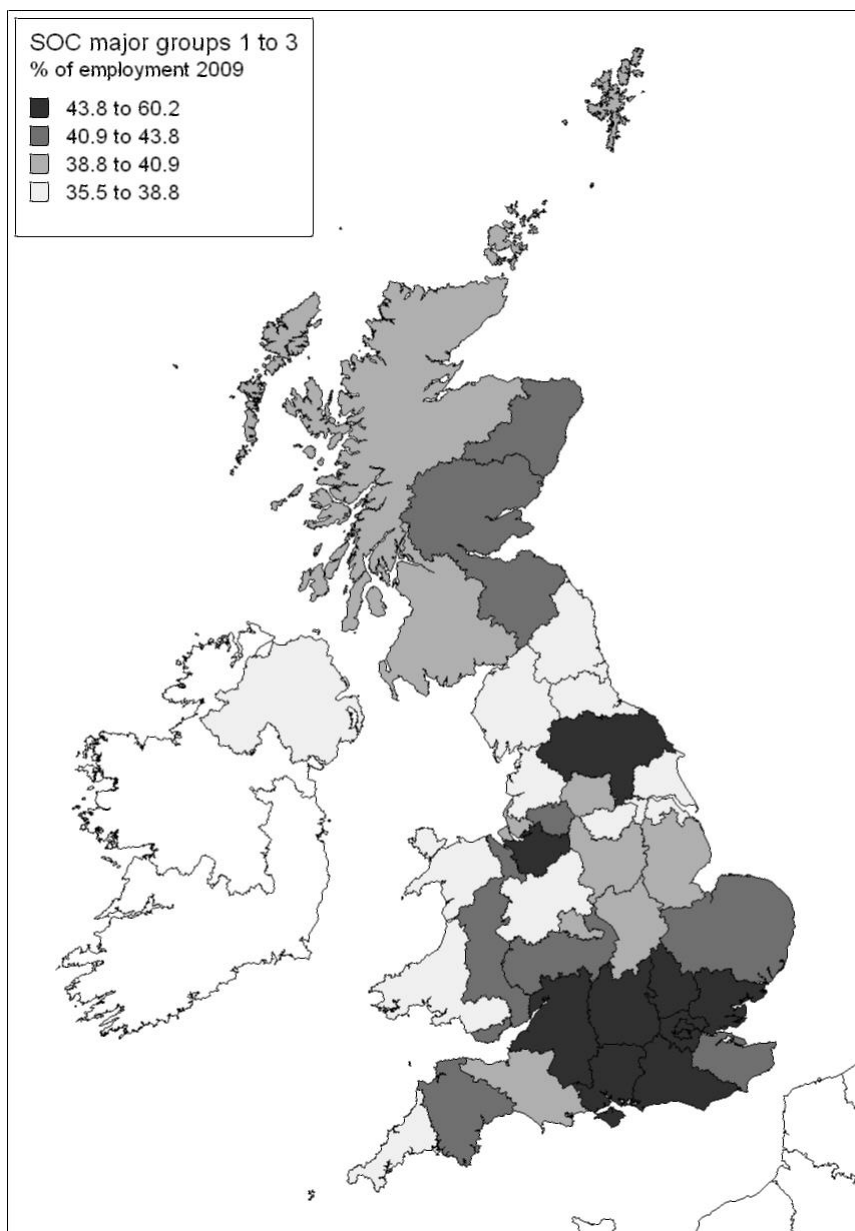 SOC major groups 1 to 3
% of employment 2009
43.8 to 60.2
40.9 to 43.8
38.8 to 40.9
35.5 to 38.8